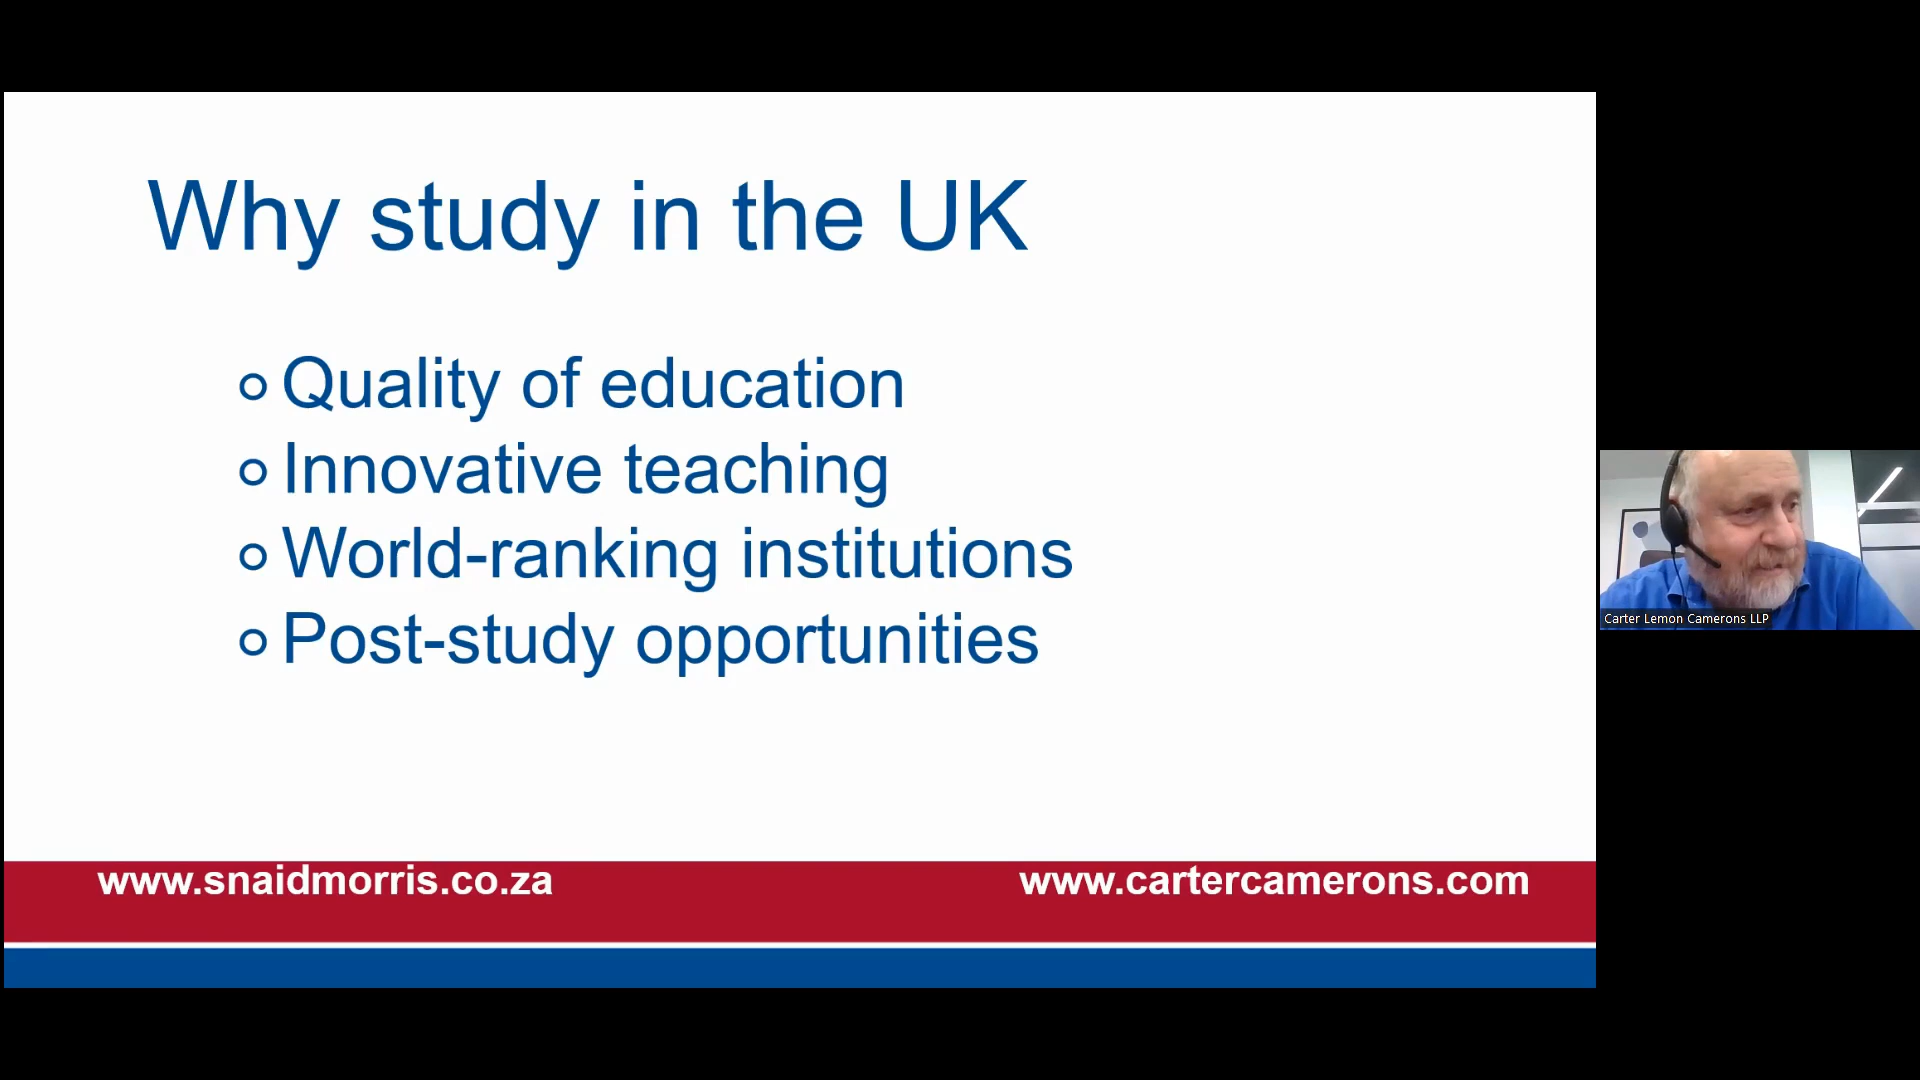 Why study in the UK
Quality of education
Innovative teaching
World-ranking institutions
Post-study opportunities
www.snaidmorris.co.za
www.cartercamerons.com
Carter Lemon Camerons LLP